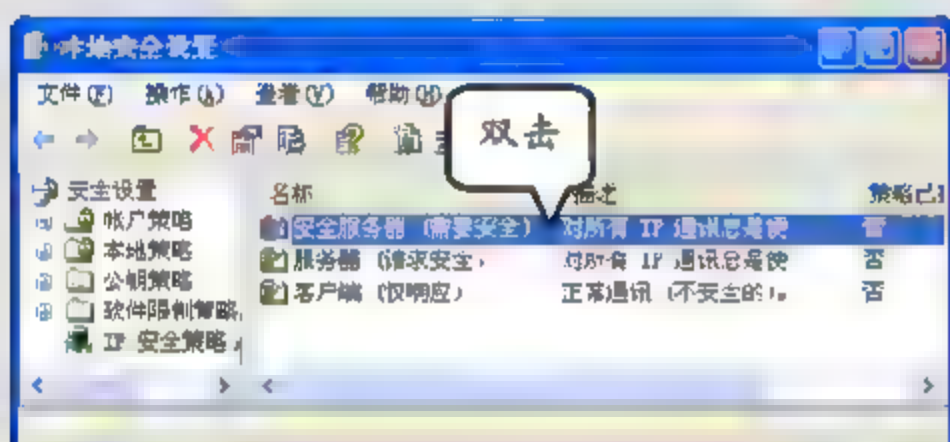 本地安全设置
文件(F) 操作(A) 查看(V) 帮助(H)
双击
安全设置
帐户策略
本地策略
公钥策略
软件限制策略
IP 安全策略,
名称 描述 策略已
安全服务器 (需要安全) 对所有 IP 通讯总是使 否
服务器 (请求安全) 对所有 IP 通讯总是使 否
客户端 (仅响应) 正常通讯 (不安全的)。 否